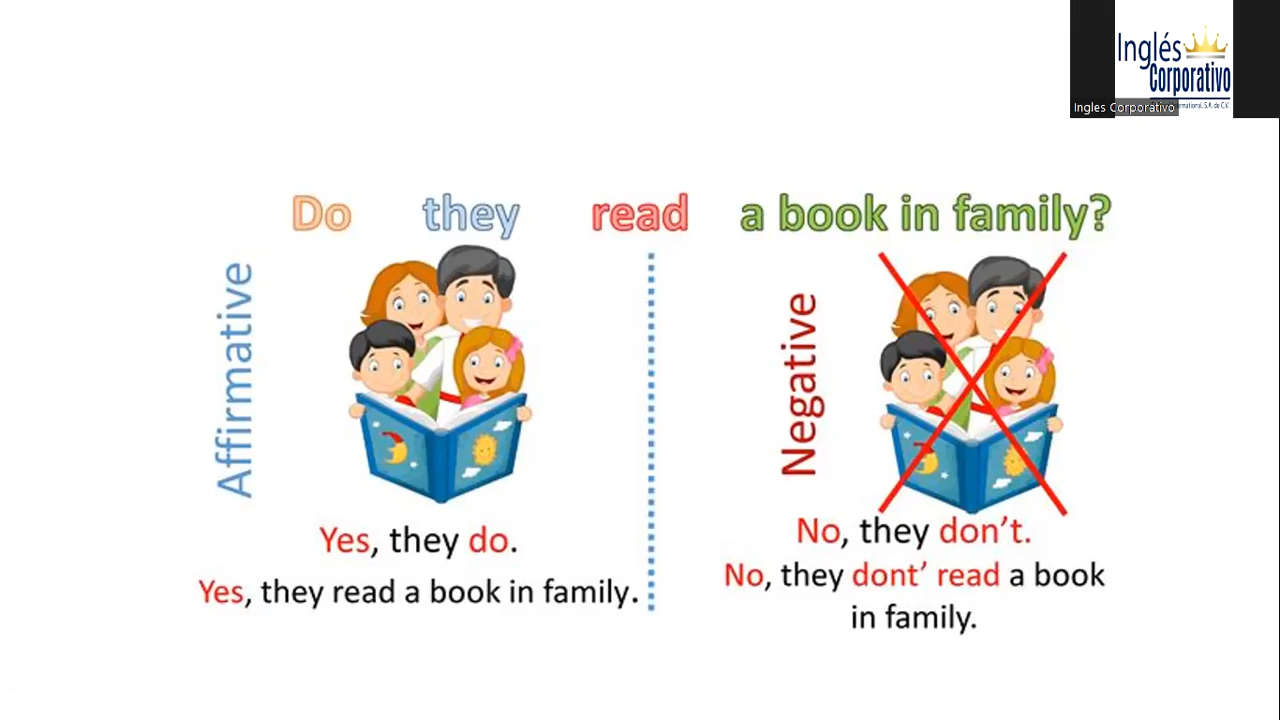 Inglés
Corporativo
Ingles Corporativo
Do they read a book in family?
Affirmative
Yes, they do.
Yes, they read a book in family.
Negative
No, they don’t.
No, they dont’ read a book
in family.